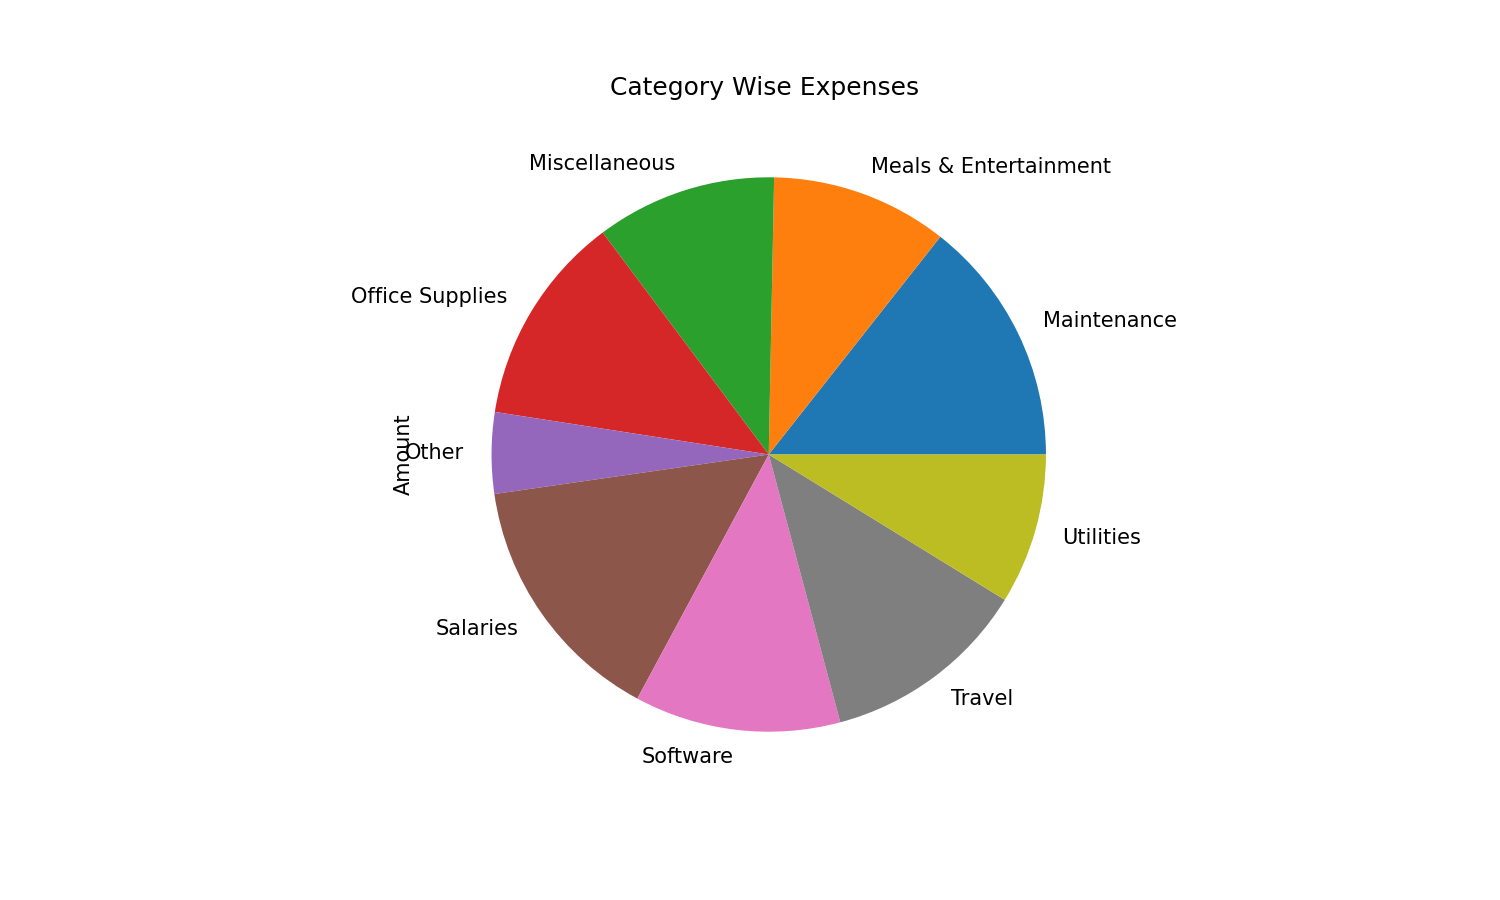 Category Wise Expenses
Miscellaneous
Meals & Entertainment
Office Supplies
Maintenance
Amount
Other
Utilities
Salaries
Travel
Software